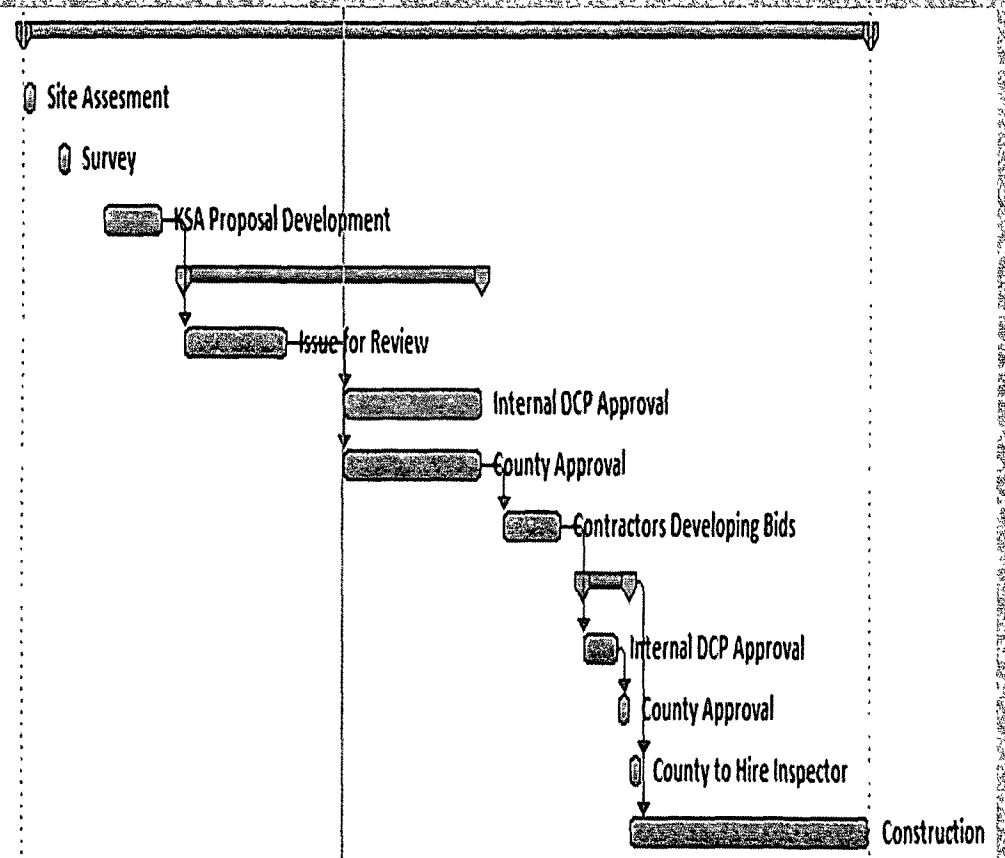 Site Assesment
Survey
KSA Proposal Development
Issue for Review
Internal DCP Approval
County Approval
Contractors Developing Bids
Internal DCP Approval
County Approval
County to Hire Inspector
Construction